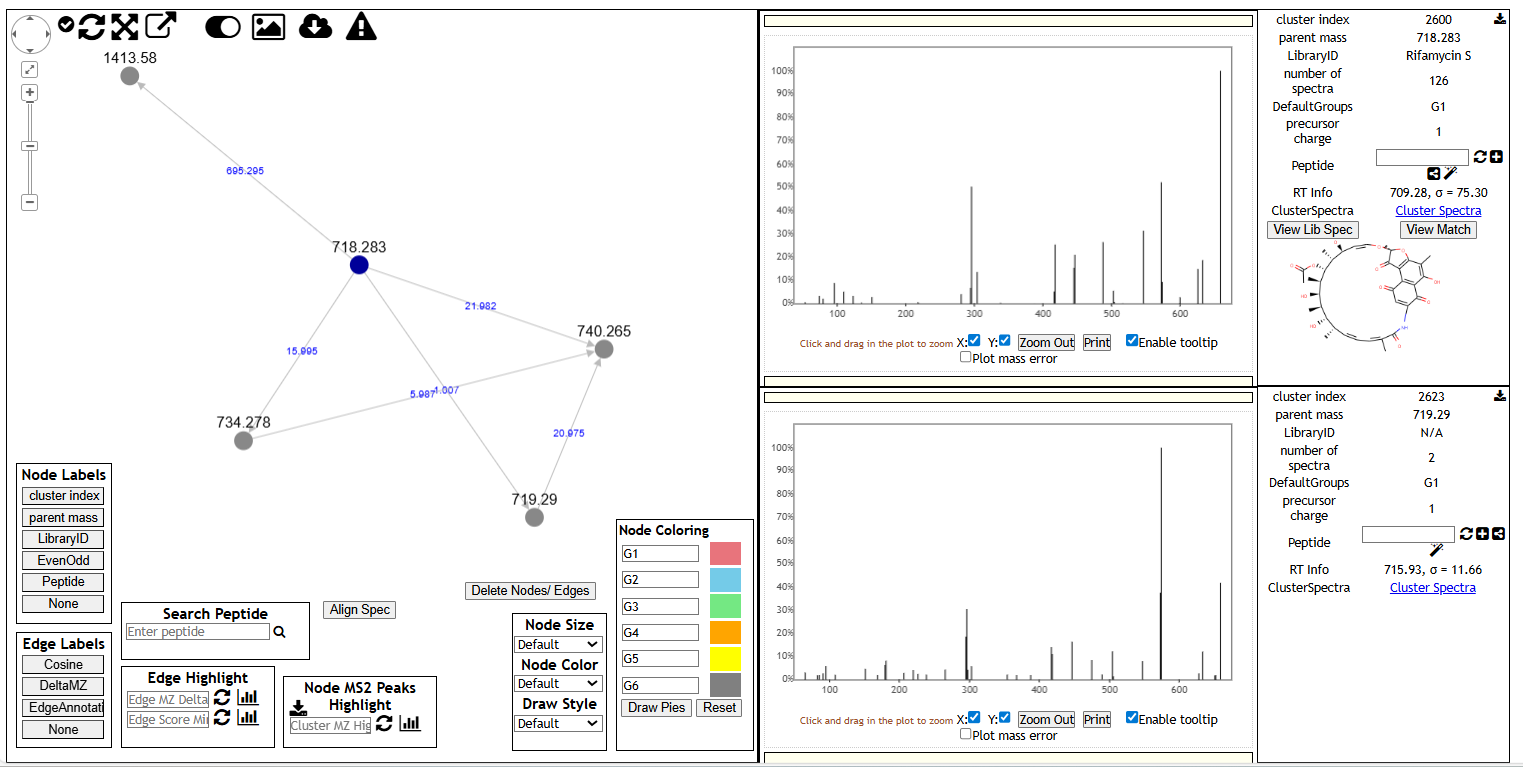 1413.58
695.295
718.283
21.982
740.265
15.995
5.987
1.007
734.278
20.975
719.29
Node Labels
cluster index
parent mass
LibraryID
EvenOdd
Peptide
None
Edge Labels
Cosine
DeltaMZ
EdgeAnnotati
None
Search Peptide
Enter peptide
Align Spec
Edge Highlight
Edge MZ Delta
Edge Score Mi
Node MS2 Peaks
Highlight
Cluster MZ Hig
Delete Nodes/ Edges
Node Size
Default
Node Color
Default
Draw Style
Default
Node Coloring
G1
G2
G3
G4
G5
G6
Draw Pies Reset
100%
90%
80%
70%
60%
50%
40%
30%
20%
10%
0%
100 200 300 400 500 600
Click and drag in the plot to zoom X: Y: Zoom Out Print Enable tooltip
Plot mass error
cluster index 2600
parent mass 718.283
LibraryID Rifamycin S
number of
spectra 126
DefaultGroups G1
precursor
charge 1
Peptide
RT Info 709.28, σ = 75.30
ClusterSpectra Cluster Spectra
View Lib Spec View Match
100%
90%
80%
70%
60%
50%
40%
30%
20%
10%
0%
100 200 300 400 500 600
Click and drag in the plot to zoom X: Y: Zoom Out Print Enable tooltip
Plot mass error
cluster index 2623
parent mass 719.29
LibraryID N/A
number of
spectra 2
DefaultGroups G1
precursor
charge 1
Peptide
RT Info 715.93, σ = 11.66
ClusterSpectra Cluster Spectra